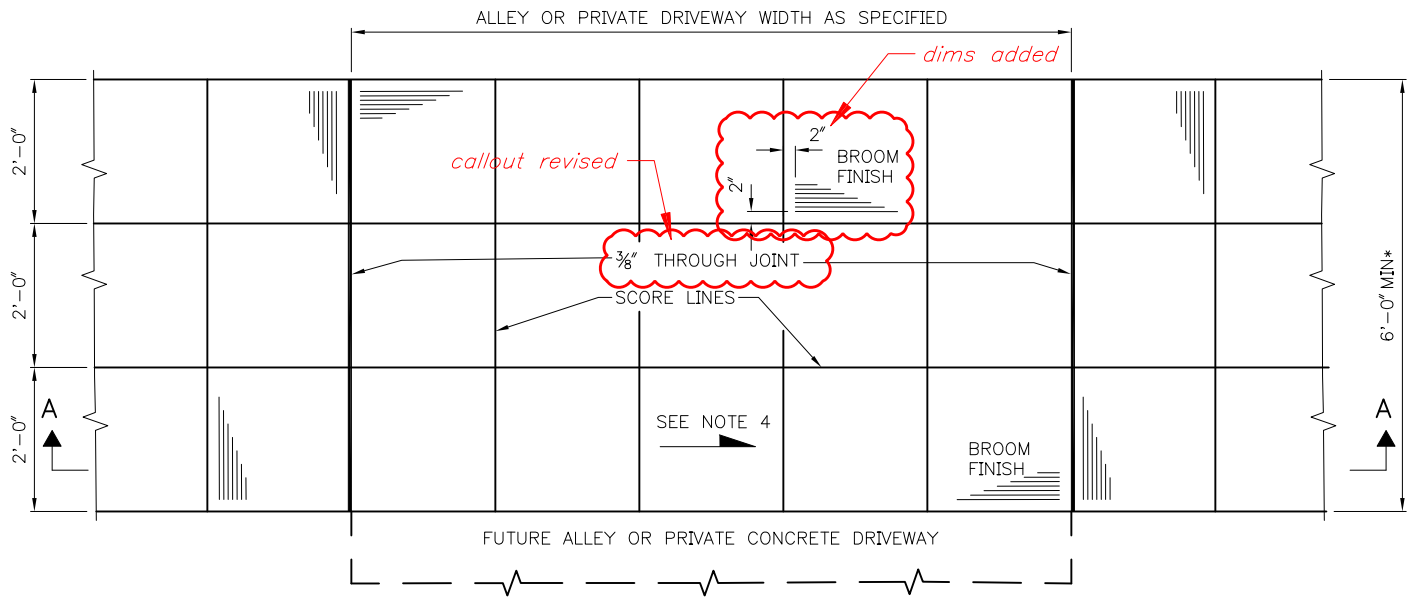 ALLEY OR PRIVATE DRIVEWAY WIDTH AS SPECIFIED
dims added
2'-0"
2"
callout revised
BROOM
FINISH
2"
3/8" THROUGH JOINT
2'-0"
SCORE LINES
6'-0" MIN*
A
SEE NOTE 4
A
2'-0"
BROOM
FINISH
FUTURE ALLEY OR PRIVATE CONCRETE DRIVEWAY